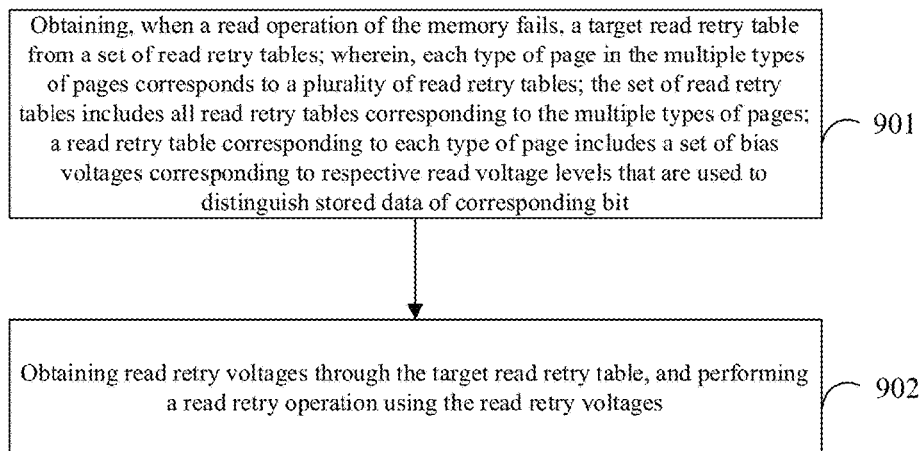 Obtaining, when a read operation of the memory fails, a target read retry table
from a set of read retry tables; wherein, each type of page in the multiple types
of pages corresponds to a plurality of read retry tables; the set of read retry
tables includes all read retry tables corresponding to the multiple types of pages;
a read retry table corresponding to each type of page includes a set of bias
voltages corresponding to respective read voltage levels that are used to
distinguish stored data of corresponding bit
901
Obtaining read retry voltages through the target read retry table, and performing
a read retry operation using the read retry voltages
902